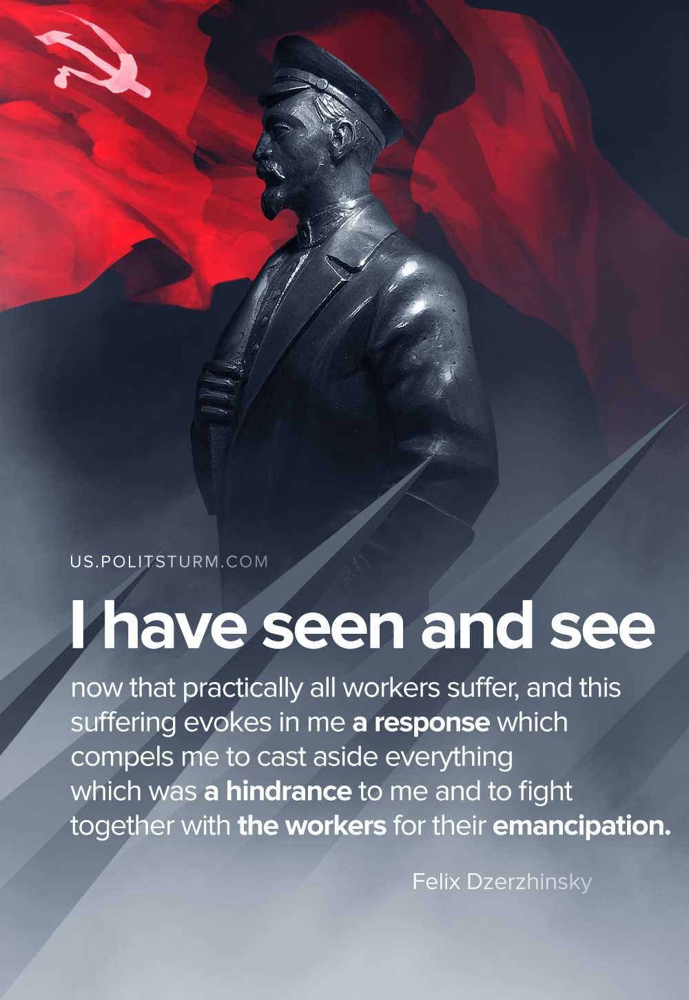 US.POLITSTURM.COM
I have seen and see
now that practically all workers suffer, and this
suffering evokes in me a response which
compels me to cast aside everything
which was a hindrance to me and to fight
together with the workers for their emancipation.
Felix Dzerzhinsky